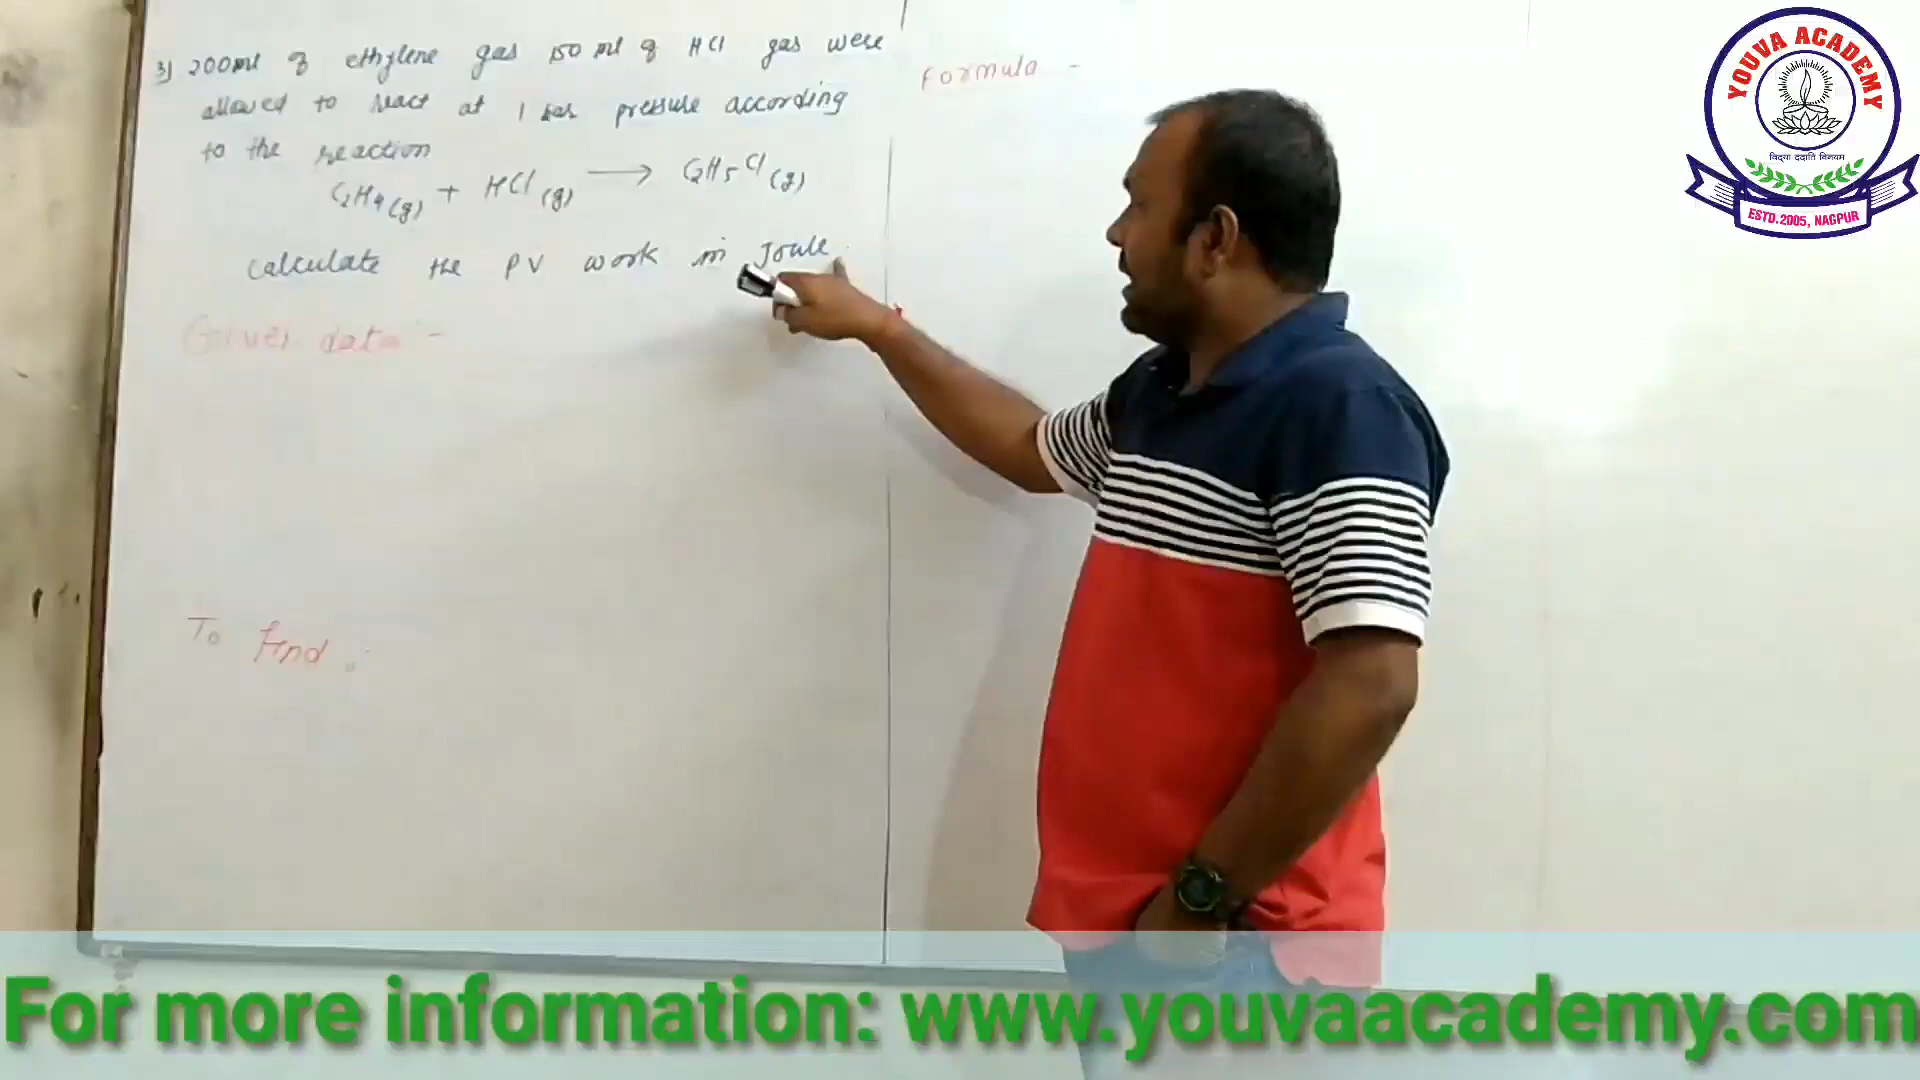 3) 200ml of ethylene gas 150 ml of HCl gas were
allowed to react at 1 bar pressure according
to the reaction
C2H4(g) + HCl(g) → C2H5Cl(g)
Calculate the PV work in Joule.
Given data :-
To find :
Formula -
YOUVA ACADEMY
विद्या ददाति विनयम
ESTD.2005, NAGPUR
For more information: www.youvaacademy.com